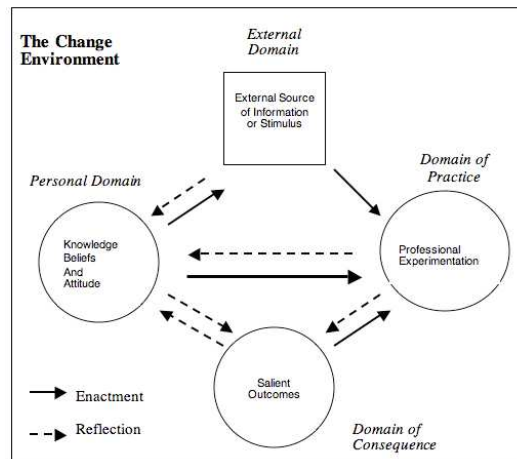 The Change
Environment
External
Domain
External Source
of Information
or Stimulus
Domain of
Practice
Personal Domain
Knowledge
Beliefs
And
Attitude
Professional
Experimentation
Salient
Outcomes
Enactment
Reflection
Domain of
Consequence